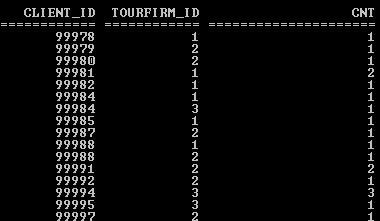 CLIENT_ID TOURFIRM_ID CNT
============ ============ =====================
99978 1 1
99979 2 1
99980 2 1
99981 1 2
99982 1 1
99984 1 1
99984 3 1
99985 1 1
99987 2 1
99988 1 1
99988 2 1
99991 2 2
99992 2 1
99994 3 3
99995 3 1
99997 2 1